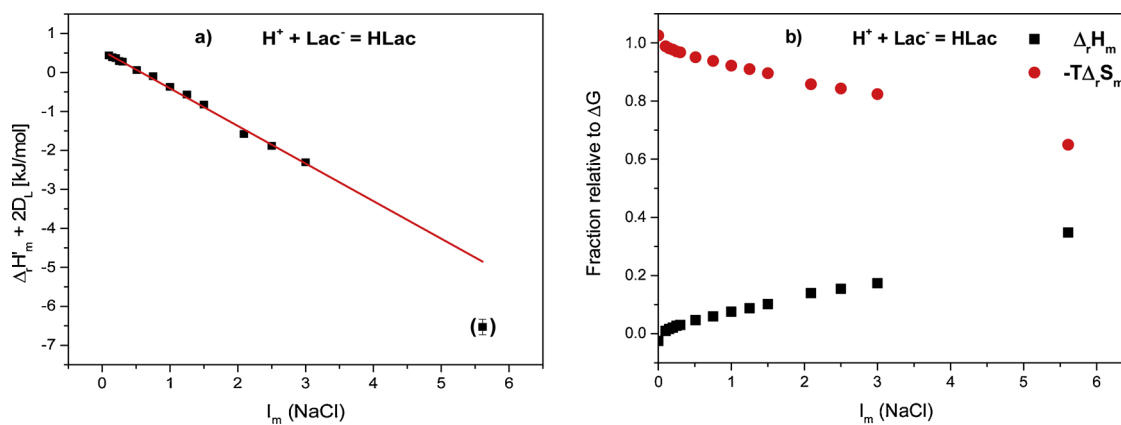 a) H⁺ + Lac⁻ = HLac
1
0
-1
-2
-3
-4
-5
-6
-7
ΔᵣH'ₘ + 2D_L [kJ/mol]
( )
0 1 2 3 4 5 6
Iₘ (NaCl)
b) H⁺ + Lac⁻ = HLac
ΔᵣHₘ
-TΔᵣSₘ
1.0
0.8
0.6
0.4
0.2
0.0
Fraction relative to ΔG
0 1 2 3 4 5 6
Iₘ (NaCl)